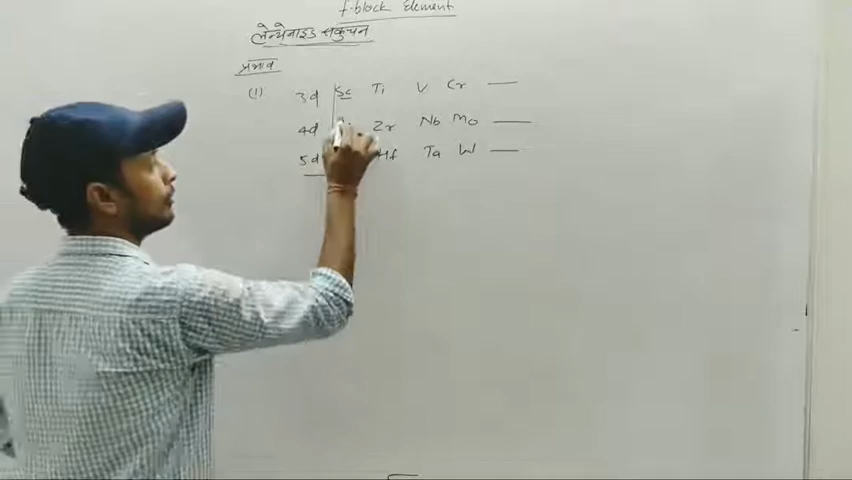 f-block Element
लेन्थेनाइड संकुचन
प्रभाव
(1) 3d Sc Ti V Cr —
4d Zr Nb Mo —
5d Hf Ta W —